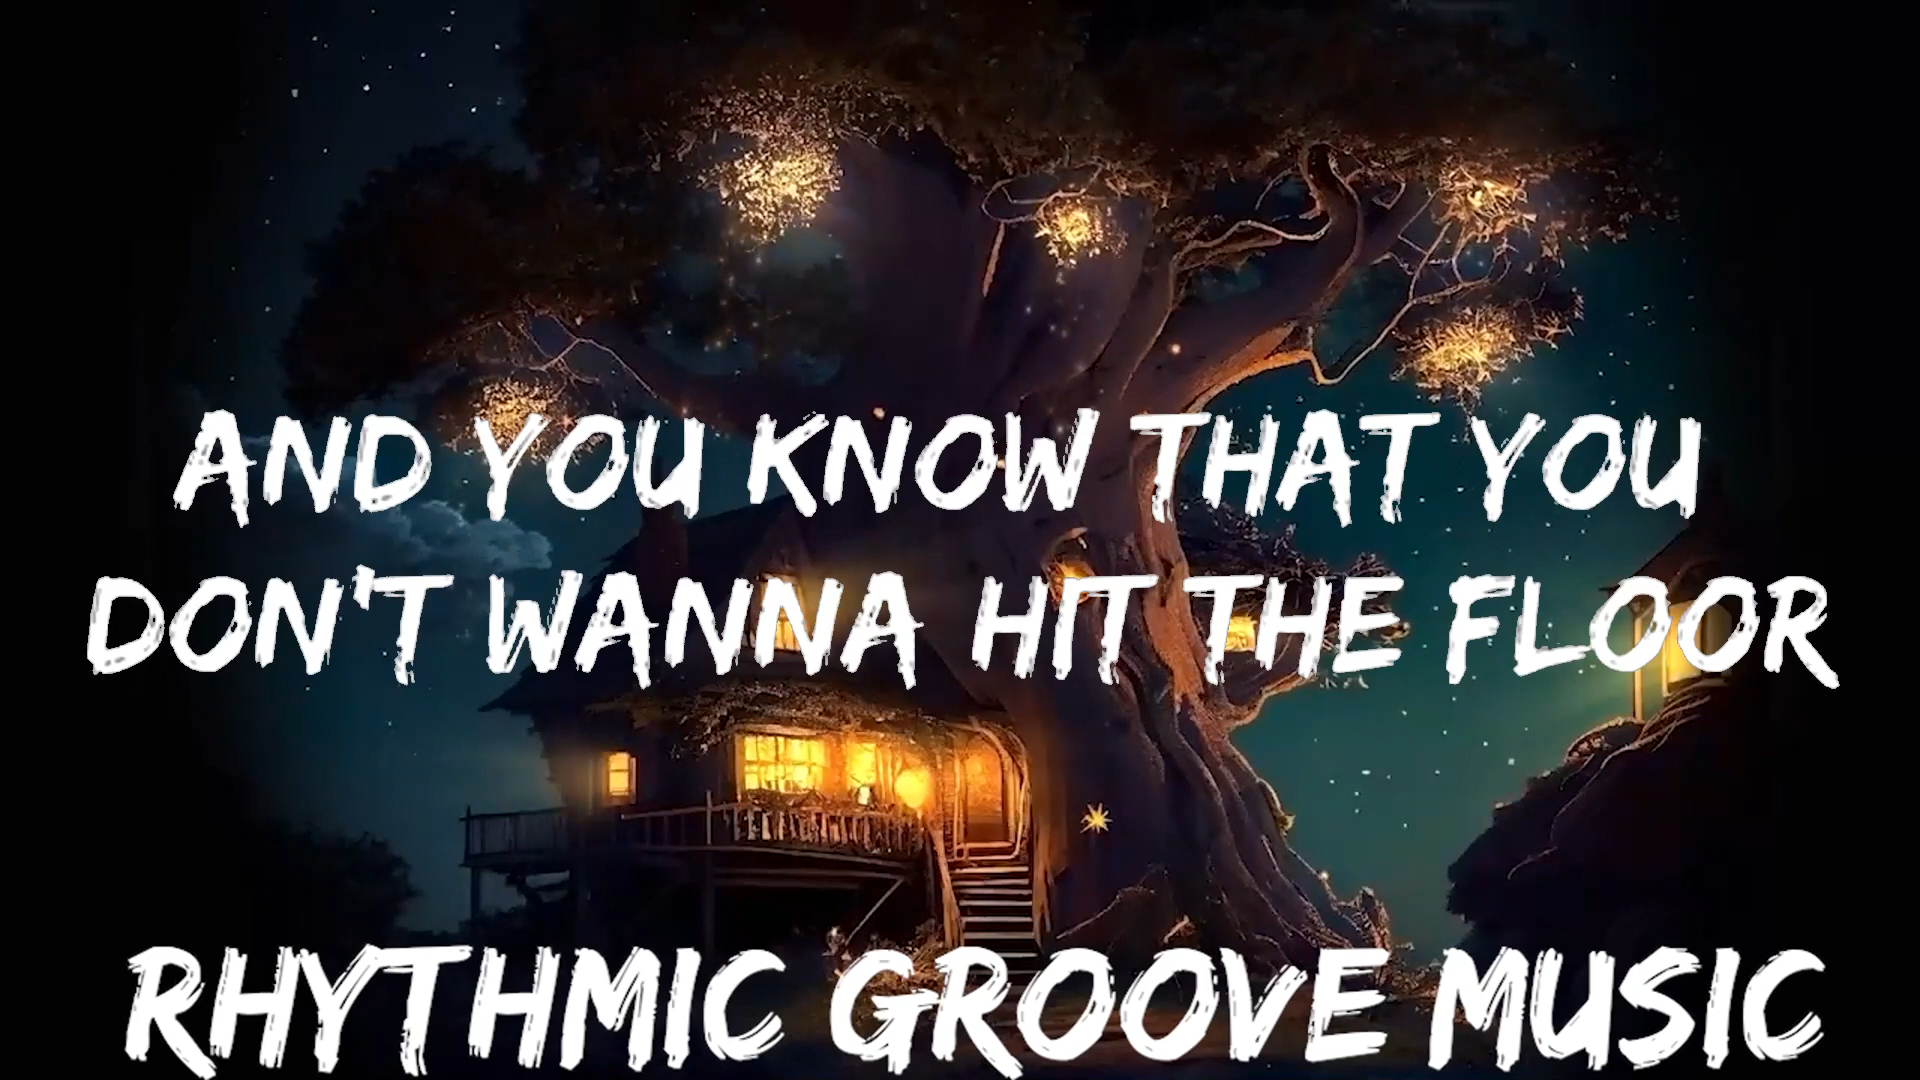 AND YOU KNOW THAT YOU
DON'T WANNA HIT THE FLOOR
RHYTHMIC GROOVE MUSIC